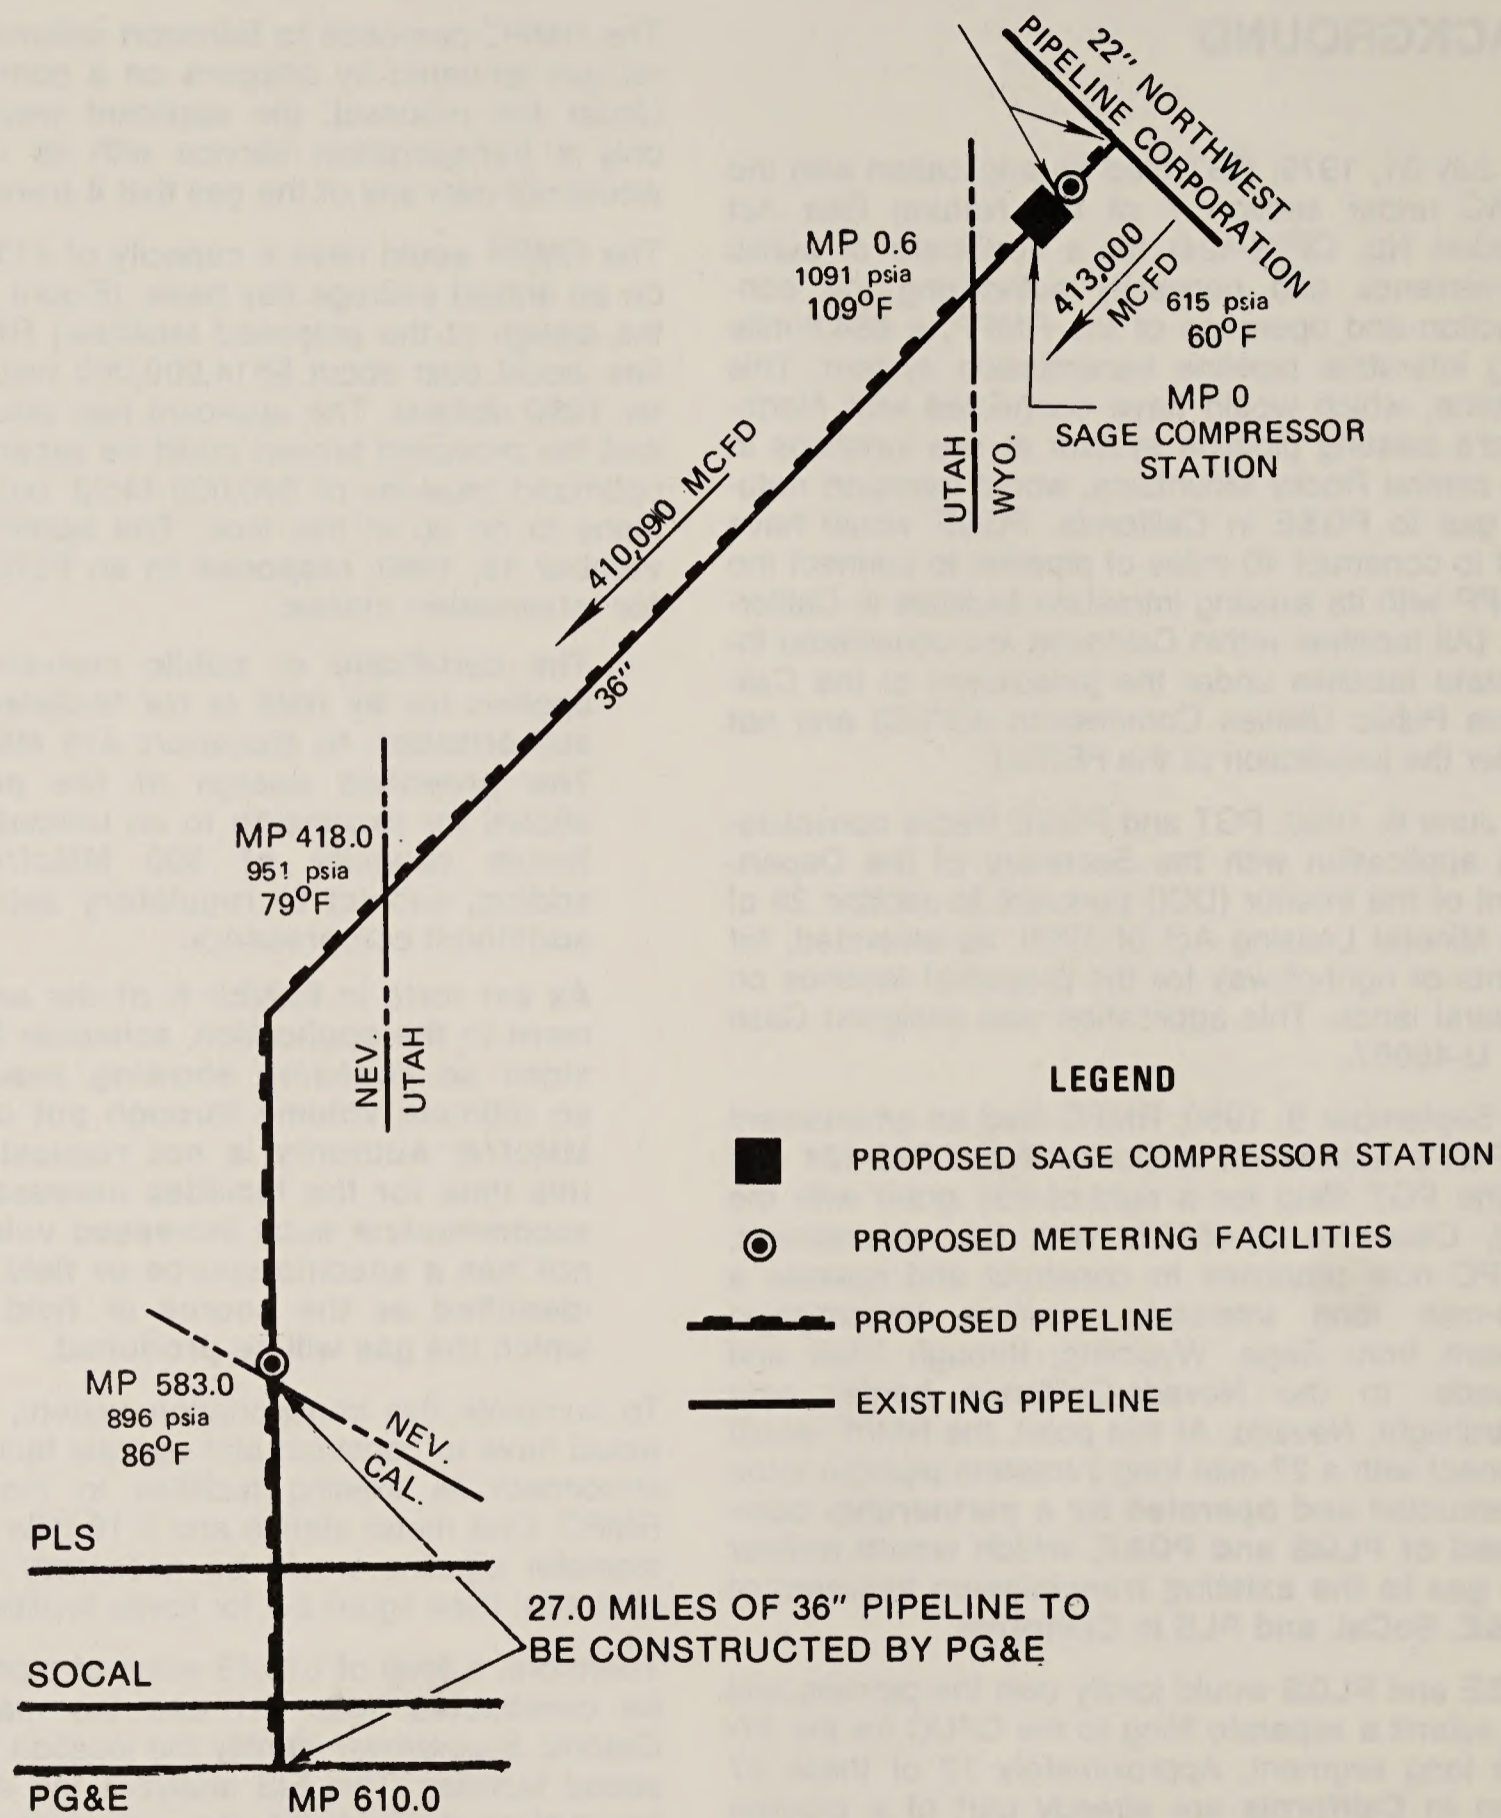 22" NORTHWEST
PIPELINE CORPORATION
MP 0.6
1091 psia
109°F
413,000
MCFD
615 psia
60°F
MP 0
SAGE COMPRESSOR
STATION
UTAH
WYO.
410,090 MCFD
36"
MP 418.0
951 psia
79°F
NEV.
UTAH
LEGEND
PROPOSED SAGE COMPRESSOR STATION
PROPOSED METERING FACILITIES
PROPOSED PIPELINE
EXISTING PIPELINE
MP 583.0
896 psia
86°F
NEV.
CAL.
PLS
27.0 MILES OF 36" PIPELINE TO
BE CONSTRUCTED BY PG&E
SOCAL
PG&E
MP 610.0